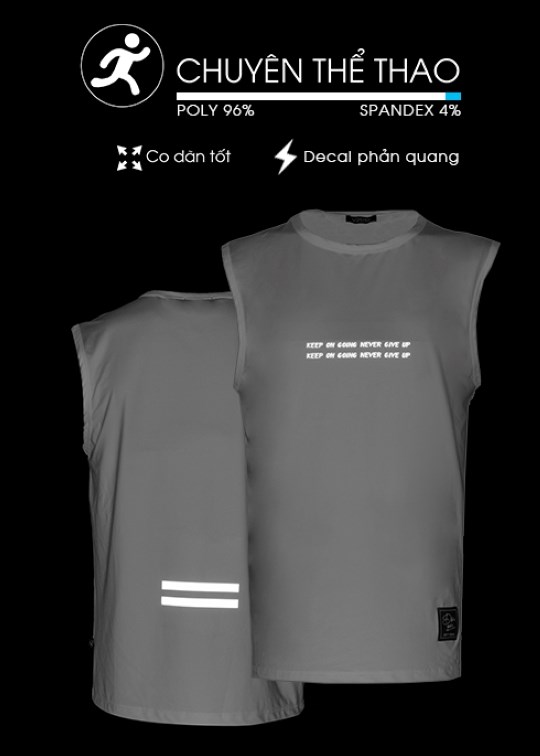 CHUYÊN THỂ THAO
POLY 96% SPANDEX 4%
Co dãn tốt Decal phản quang
KEEP ON GOING NEVER GIVE UP
KEEP ON GOING NEVER GIVE UP